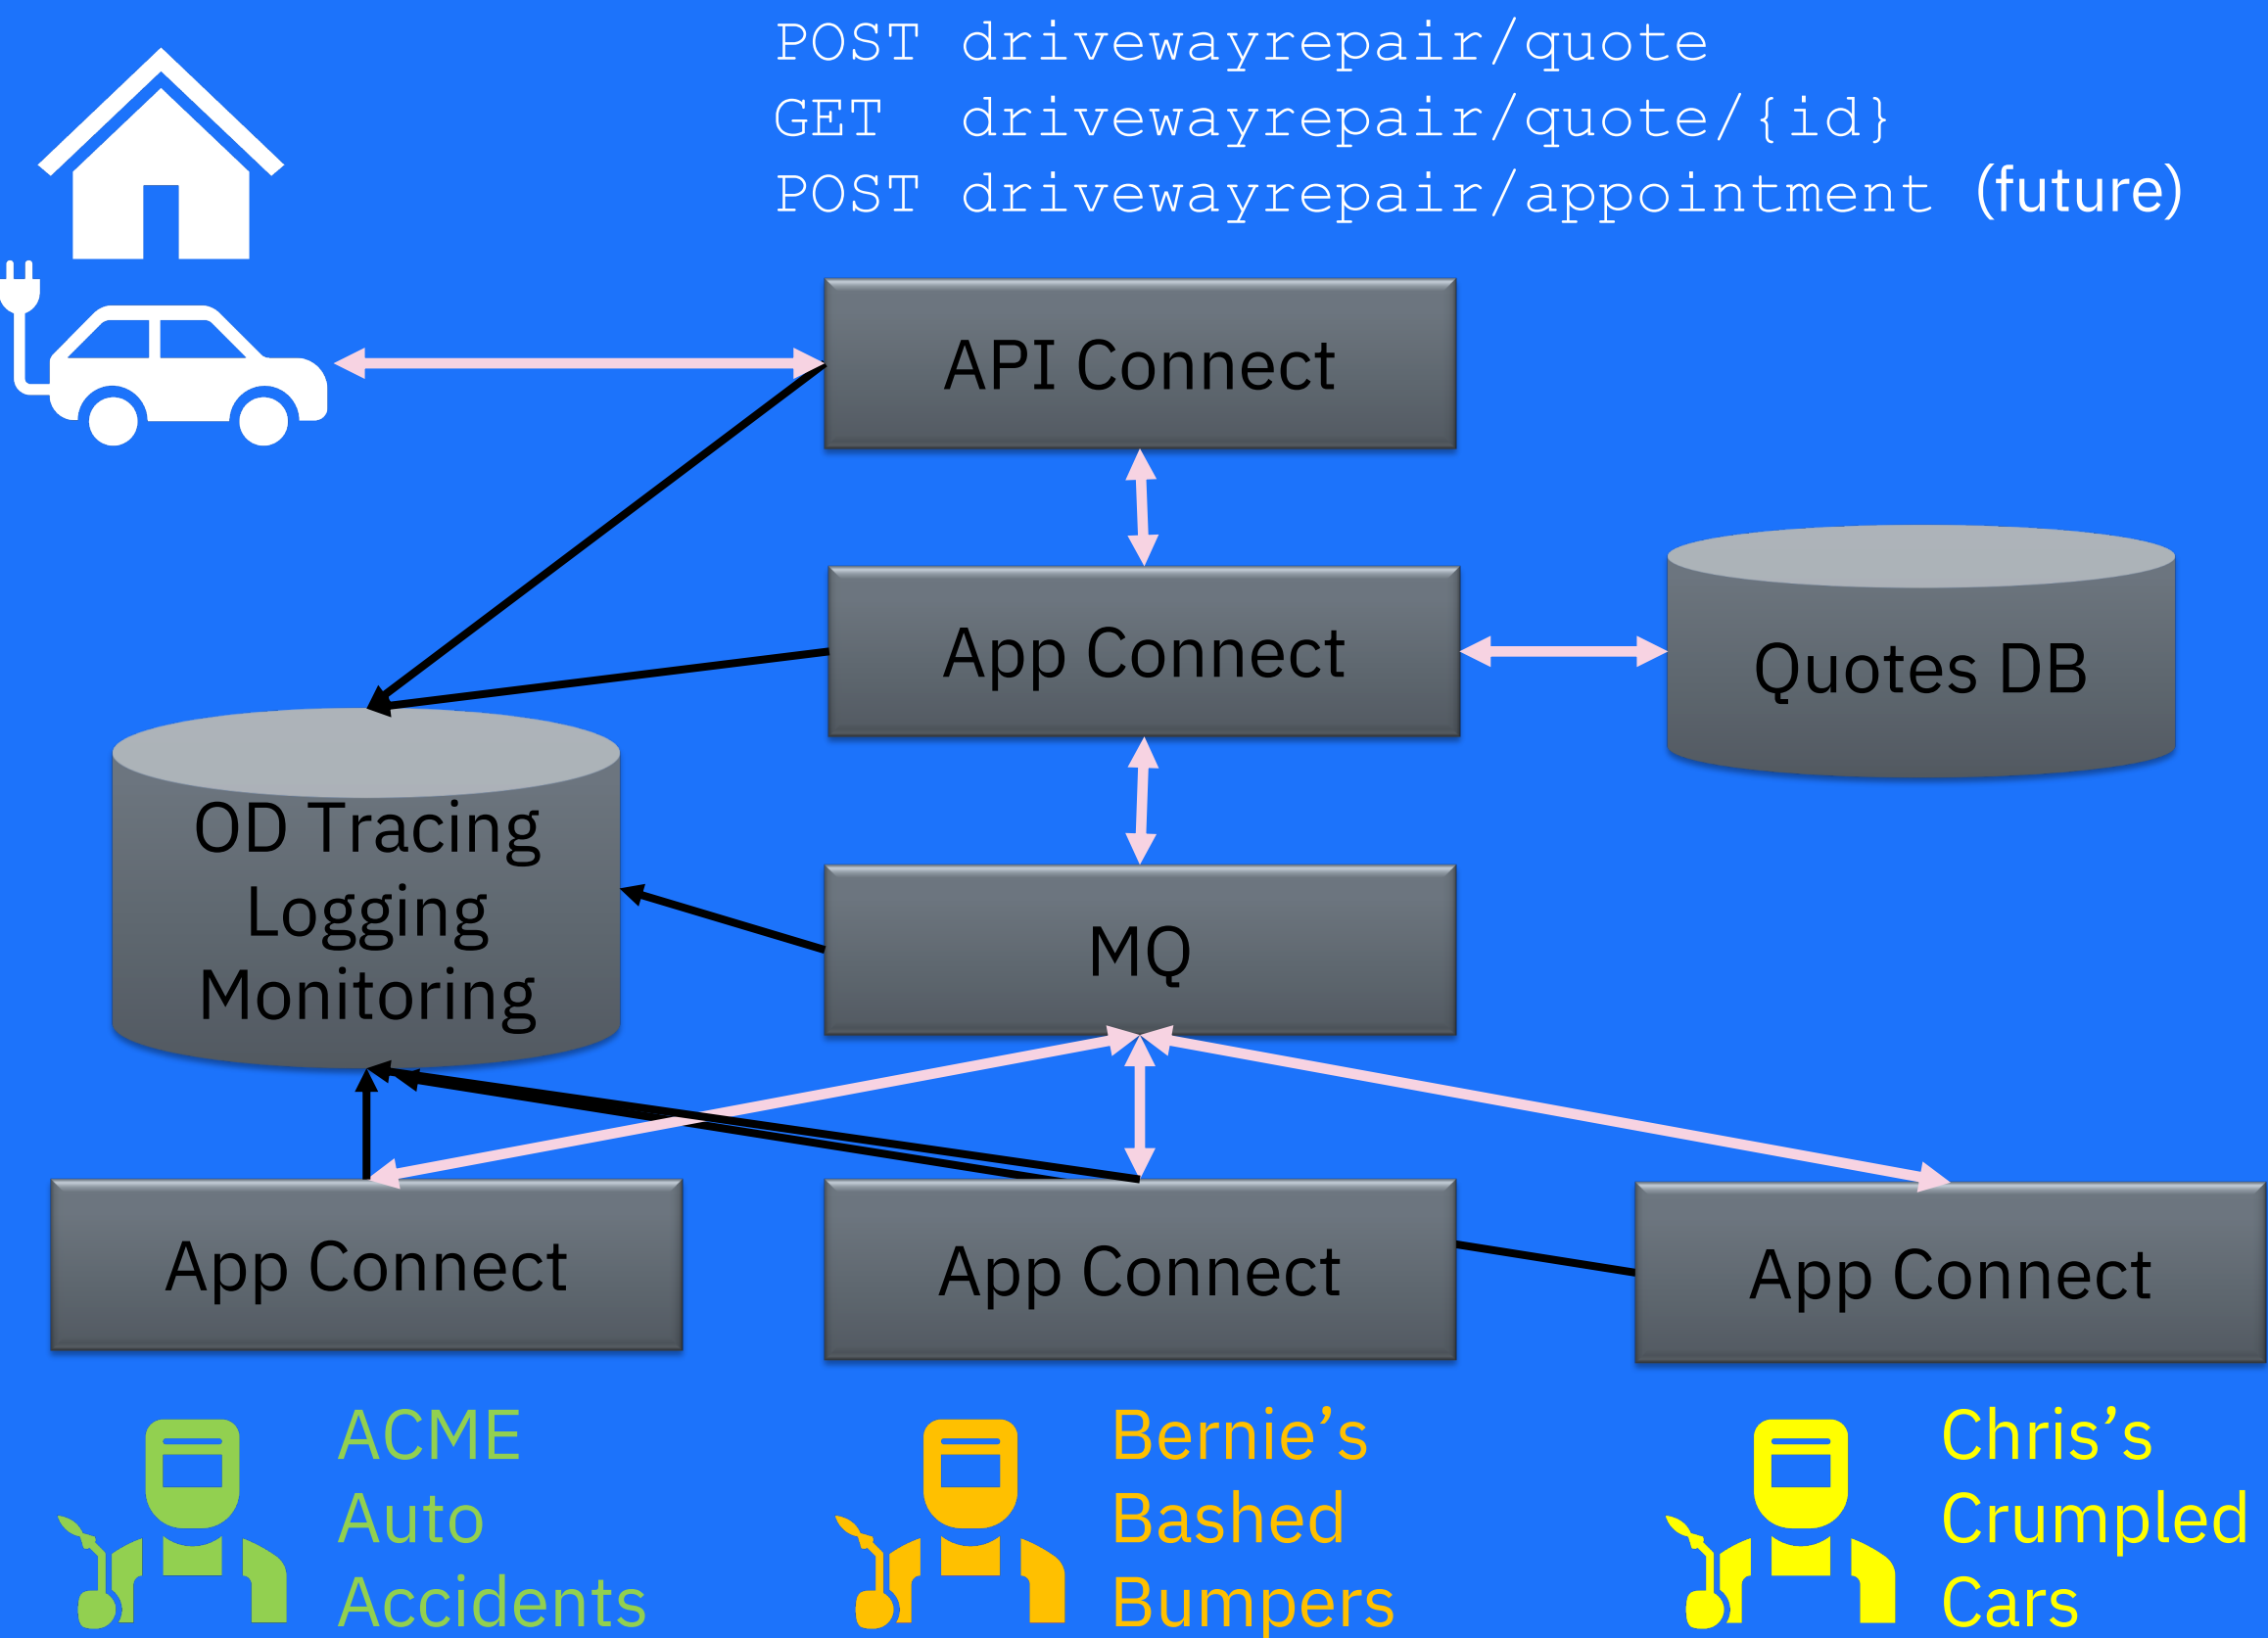 POST drivewayrepair/quote
GET  drivewayrepair/quote/{id}
POST drivewayrepair/appointment (future)
API Connect
App Connect
Quotes DB
OD Tracing
Logging
Monitoring
MQ
App Connect
App Connect
App Connect
ACME
Auto
Accidents
Bernie’s
Bashed
Bumpers
Chris’s
Crumpled
Cars